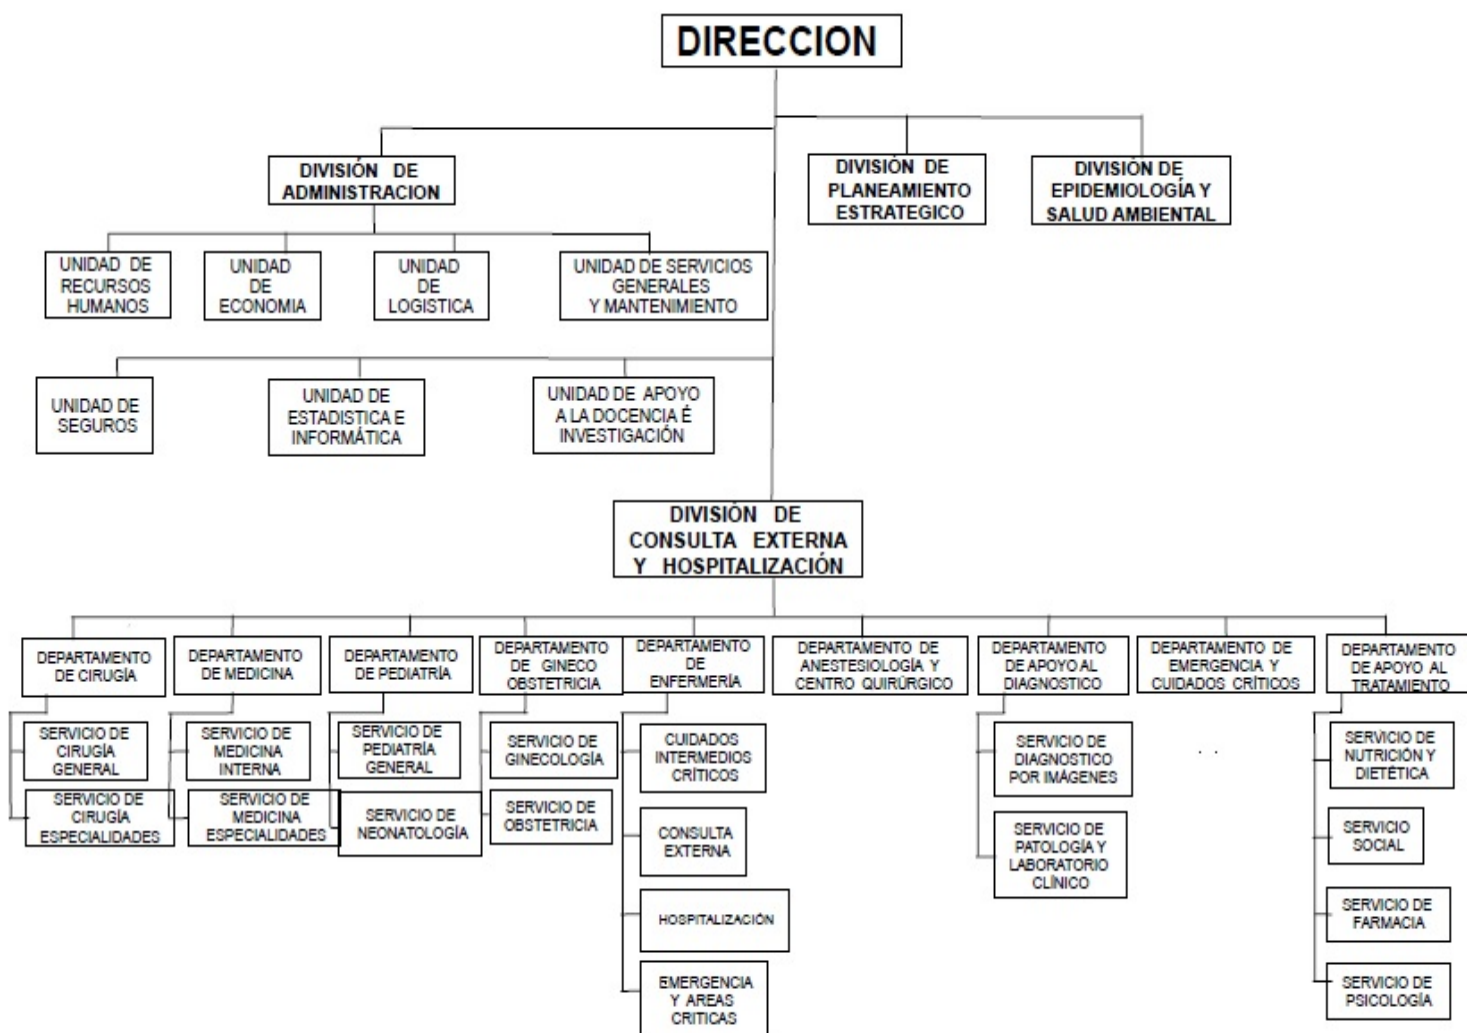 DIRECCION
DIVISIÓN DE
ADMINISTRACION
DIVISIÓN DE
PLANEAMIENTO
ESTRATEGICO
DIVISIÓN DE
EPIDEMIOLOGÍA Y
SALUD AMBIENTAL
UNIDAD DE
RECURSOS
HUMANOS
UNIDAD
DE
ECONOMIA
UNIDAD
DE
LOGISTICA
UNIDAD DE SERVICIOS
GENERALES
Y MANTENIMIENTO
UNIDAD DE
SEGUROS
UNIDAD DE
ESTADISTICA E
INFORMÁTICA
UNIDAD DE APOYO
A LA DOCENCIA É
INVESTIGACIÓN
DIVISIÓN DE
CONSULTA EXTERNA
Y HOSPITALIZACIÓN
DEPARTAMENTO
DE CIRUGÍA
DEPARTAMENTO
DE MEDICINA
DEPARTAMENTO
DE PEDIATRÍA
DEPARTAMENTO
DE GINECO
OBSTETRICIA
DEPARTAMENTO
DE
ENFERMERÍA
DEPARTAMENTO DE
ANESTESIOLOGÍA Y
CENTRO QUIRÚRGICO
DEPARTAMENTO
DE APOYO AL
DIAGNOSTICO
DEPARTAMENTO DE
EMERGENCIA Y
CUIDADOS CRÍTICOS
DEPARTAMENTO
DE APOYO AL
TRATAMIENTO
SERVICIO DE
CIRUGÍA
GENERAL
SERVICIO DE
CIRUGÍA
ESPECIALIDADES
SERVICIO DE
MEDICINA
INTERNA
SERVICIO DE
MEDICINA
ESPECIALIDADES
SERVICIO DE
PEDIATRÍA
GENERAL
SERVICIO DE
NEONATOLOGÍA
SERVICIO DE
GINECOLOGÍA
SERVICIO DE
OBSTETRICIA
CUIDADOS
INTERMEDIOS
CRÍTICOS
CONSULTA
EXTERNA
HOSPITALIZACIÓN
EMERGENCIA
Y AREAS
CRITICAS
SERVICIO DE
DIAGNOSTICO
POR IMÁGENES
SERVICIO DE
PATOLOGÍA Y
LABORATORIO
CLÍNICO
SERVICIO DE
NUTRICIÓN Y
DIETÉTICA
SERVICIO
SOCIAL
SERVICIO DE
FARMACIA
SERVICIO DE
PSICOLOGÍA